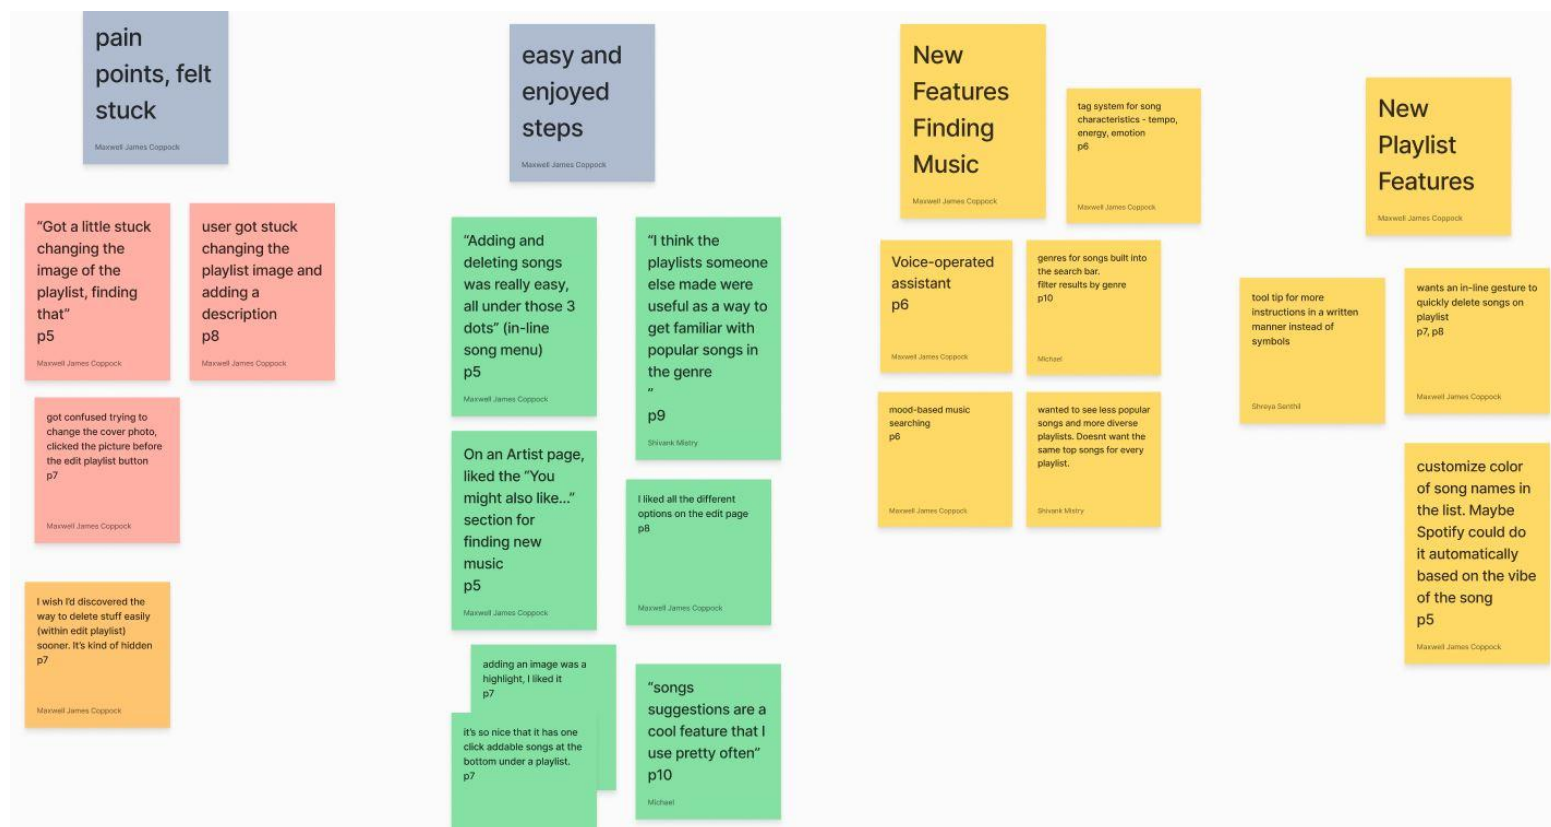 pain
points, felt
stuck
Maxwell James Coppock
“Got a little stuck
changing the
image of the
playlist, finding
that”
p5
Maxwell James Coppock
user got stuck
changing the
playlist image and
adding a
description
p8
Maxwell James Coppock
got confused trying to
change the cover photo,
clicked the picture before
the edit playlist button
p7
Maxwell James Coppock
I wish I’d discovered the
way to delete stuff easily
(within edit playlist)
sooner. It’s kind of hidden
p7
Maxwell James Coppock
easy and
enjoyed
steps
Maxwell James Coppock
“Adding and
deleting songs
was really easy,
all under those 3
dots” (in-line
song menu)
p5
Maxwell James Coppock
“I think the
playlists someone
else made were
useful as a way to
get familiar with
popular songs in
the genre
”
p9
Shivank Mistry
On an Artist page,
liked the “You
might also like...”
section for
finding new
music
p5
Maxwell James Coppock
I liked all the different
options on the edit page
p8
Maxwell James Coppock
adding an image was a
highlight, I liked it
p7
it’s so nice that it has one
click addable songs at the
bottom under a playlist.
p7
“songs
suggestions are a
cool feature that I
use pretty often”
p10
Michael
New
Features
Finding
Music
Maxwell James Coppock
tag system for song
characteristics - tempo,
energy, emotion
p6
Maxwell James Coppock
Voice-operated
assistant
p6
Maxwell James Coppock
genres for songs built into
the search bar.
filter results by genre
p10
Michael
mood-based music
searching
p6
Maxwell James Coppock
wanted to see less popular
songs and more diverse
playlists. Doesnt want the
same top songs for every
playlist.
Shivank Mistry
New
Playlist
Features
Maxwell James Coppock
tool tip for more
instructions in a written
manner instead of
symbols
Shreya Senthil
wants an in-line gesture to
quickly delete songs on
playlist
p7, p8
Maxwell James Coppock
customize color
of song names in
the list. Maybe
Spotify could do
it automatically
based on the vibe
of the song
p5
Maxwell James Coppock